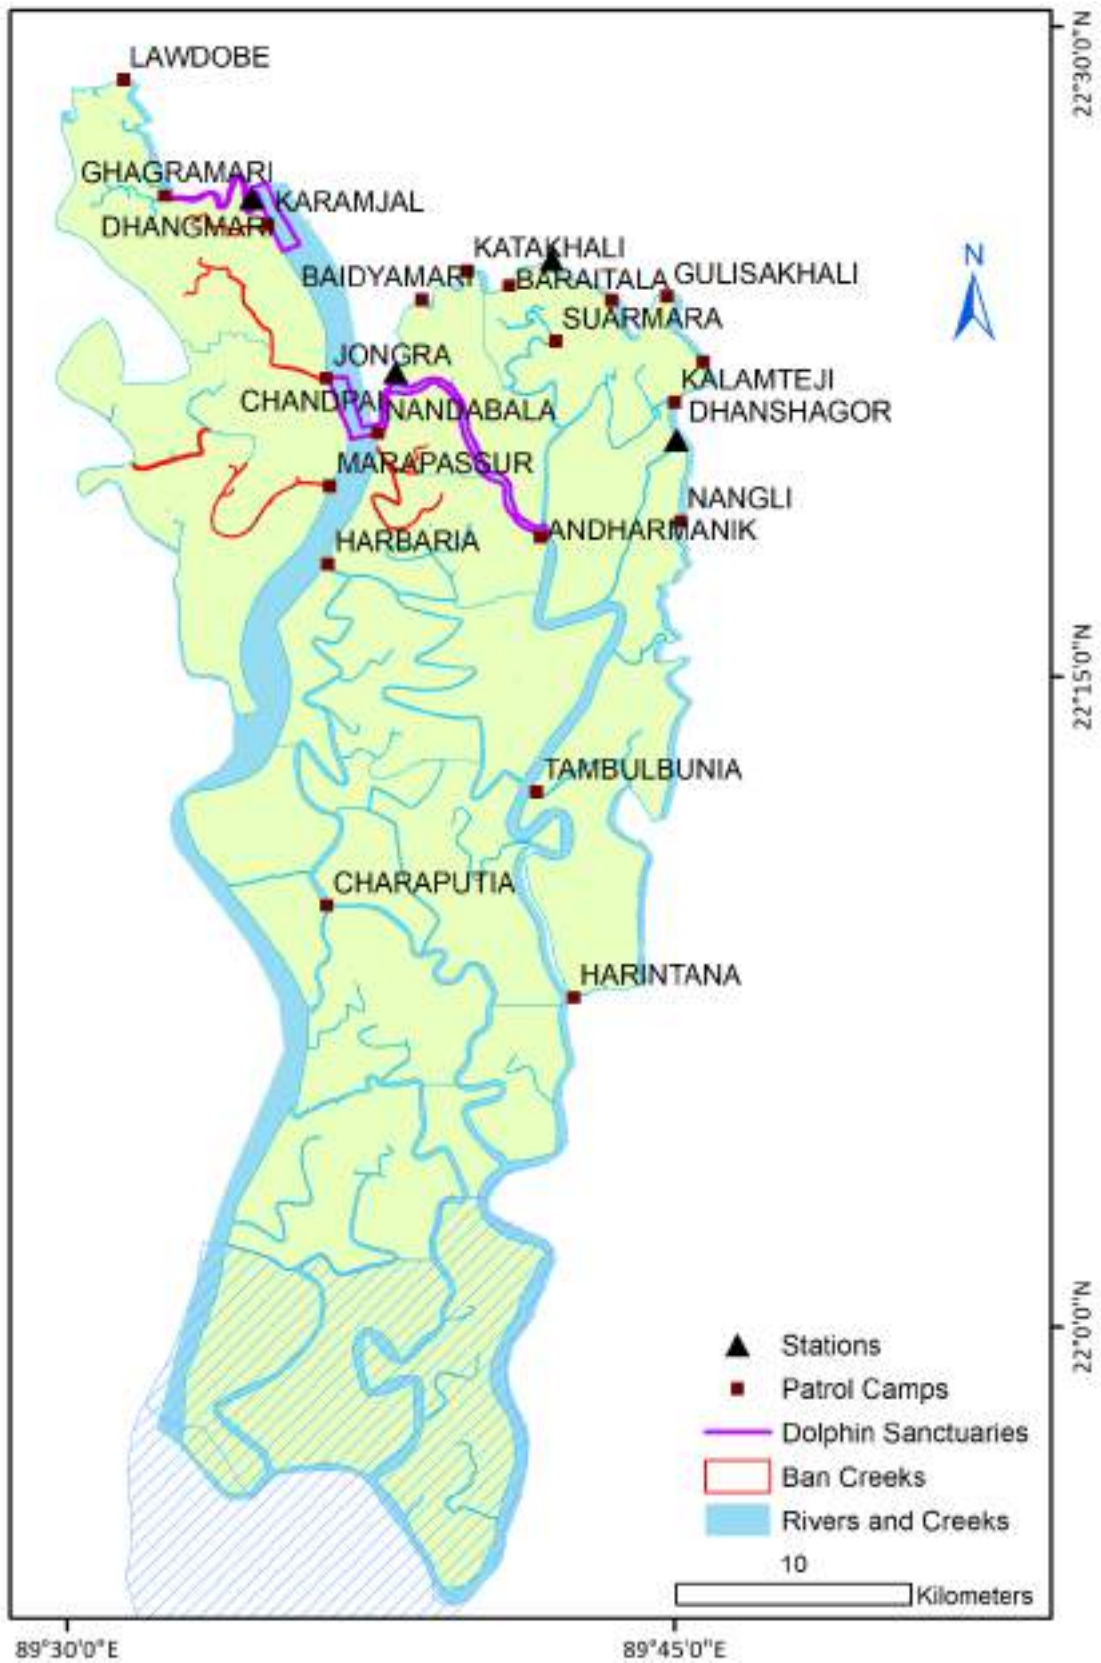 LAWDOBE
22°30'0"N
GHAGRAMARI
KARAMJAL
DHANGMARI
KATAKHALI
N
BAIDYAMARI
BARAITALA
GULISAKHALI
SUARMARA
JONGRA
KALAMTEJI
CHANDPAI
NANDABALA
DHANSHAGOR
MARAPASSUR
NANGLI
ANDHARMANIK
HARBARIA
22°15'0"N
TAMBULBUNIA
CHARAPUTIA
HARINTANA
22°0'0"N
Stations
Patrol Camps
Dolphin Sanctuaries
Ban Creeks
Rivers and Creeks
10
Kilometers
89°30'0"E
89°45'0"E